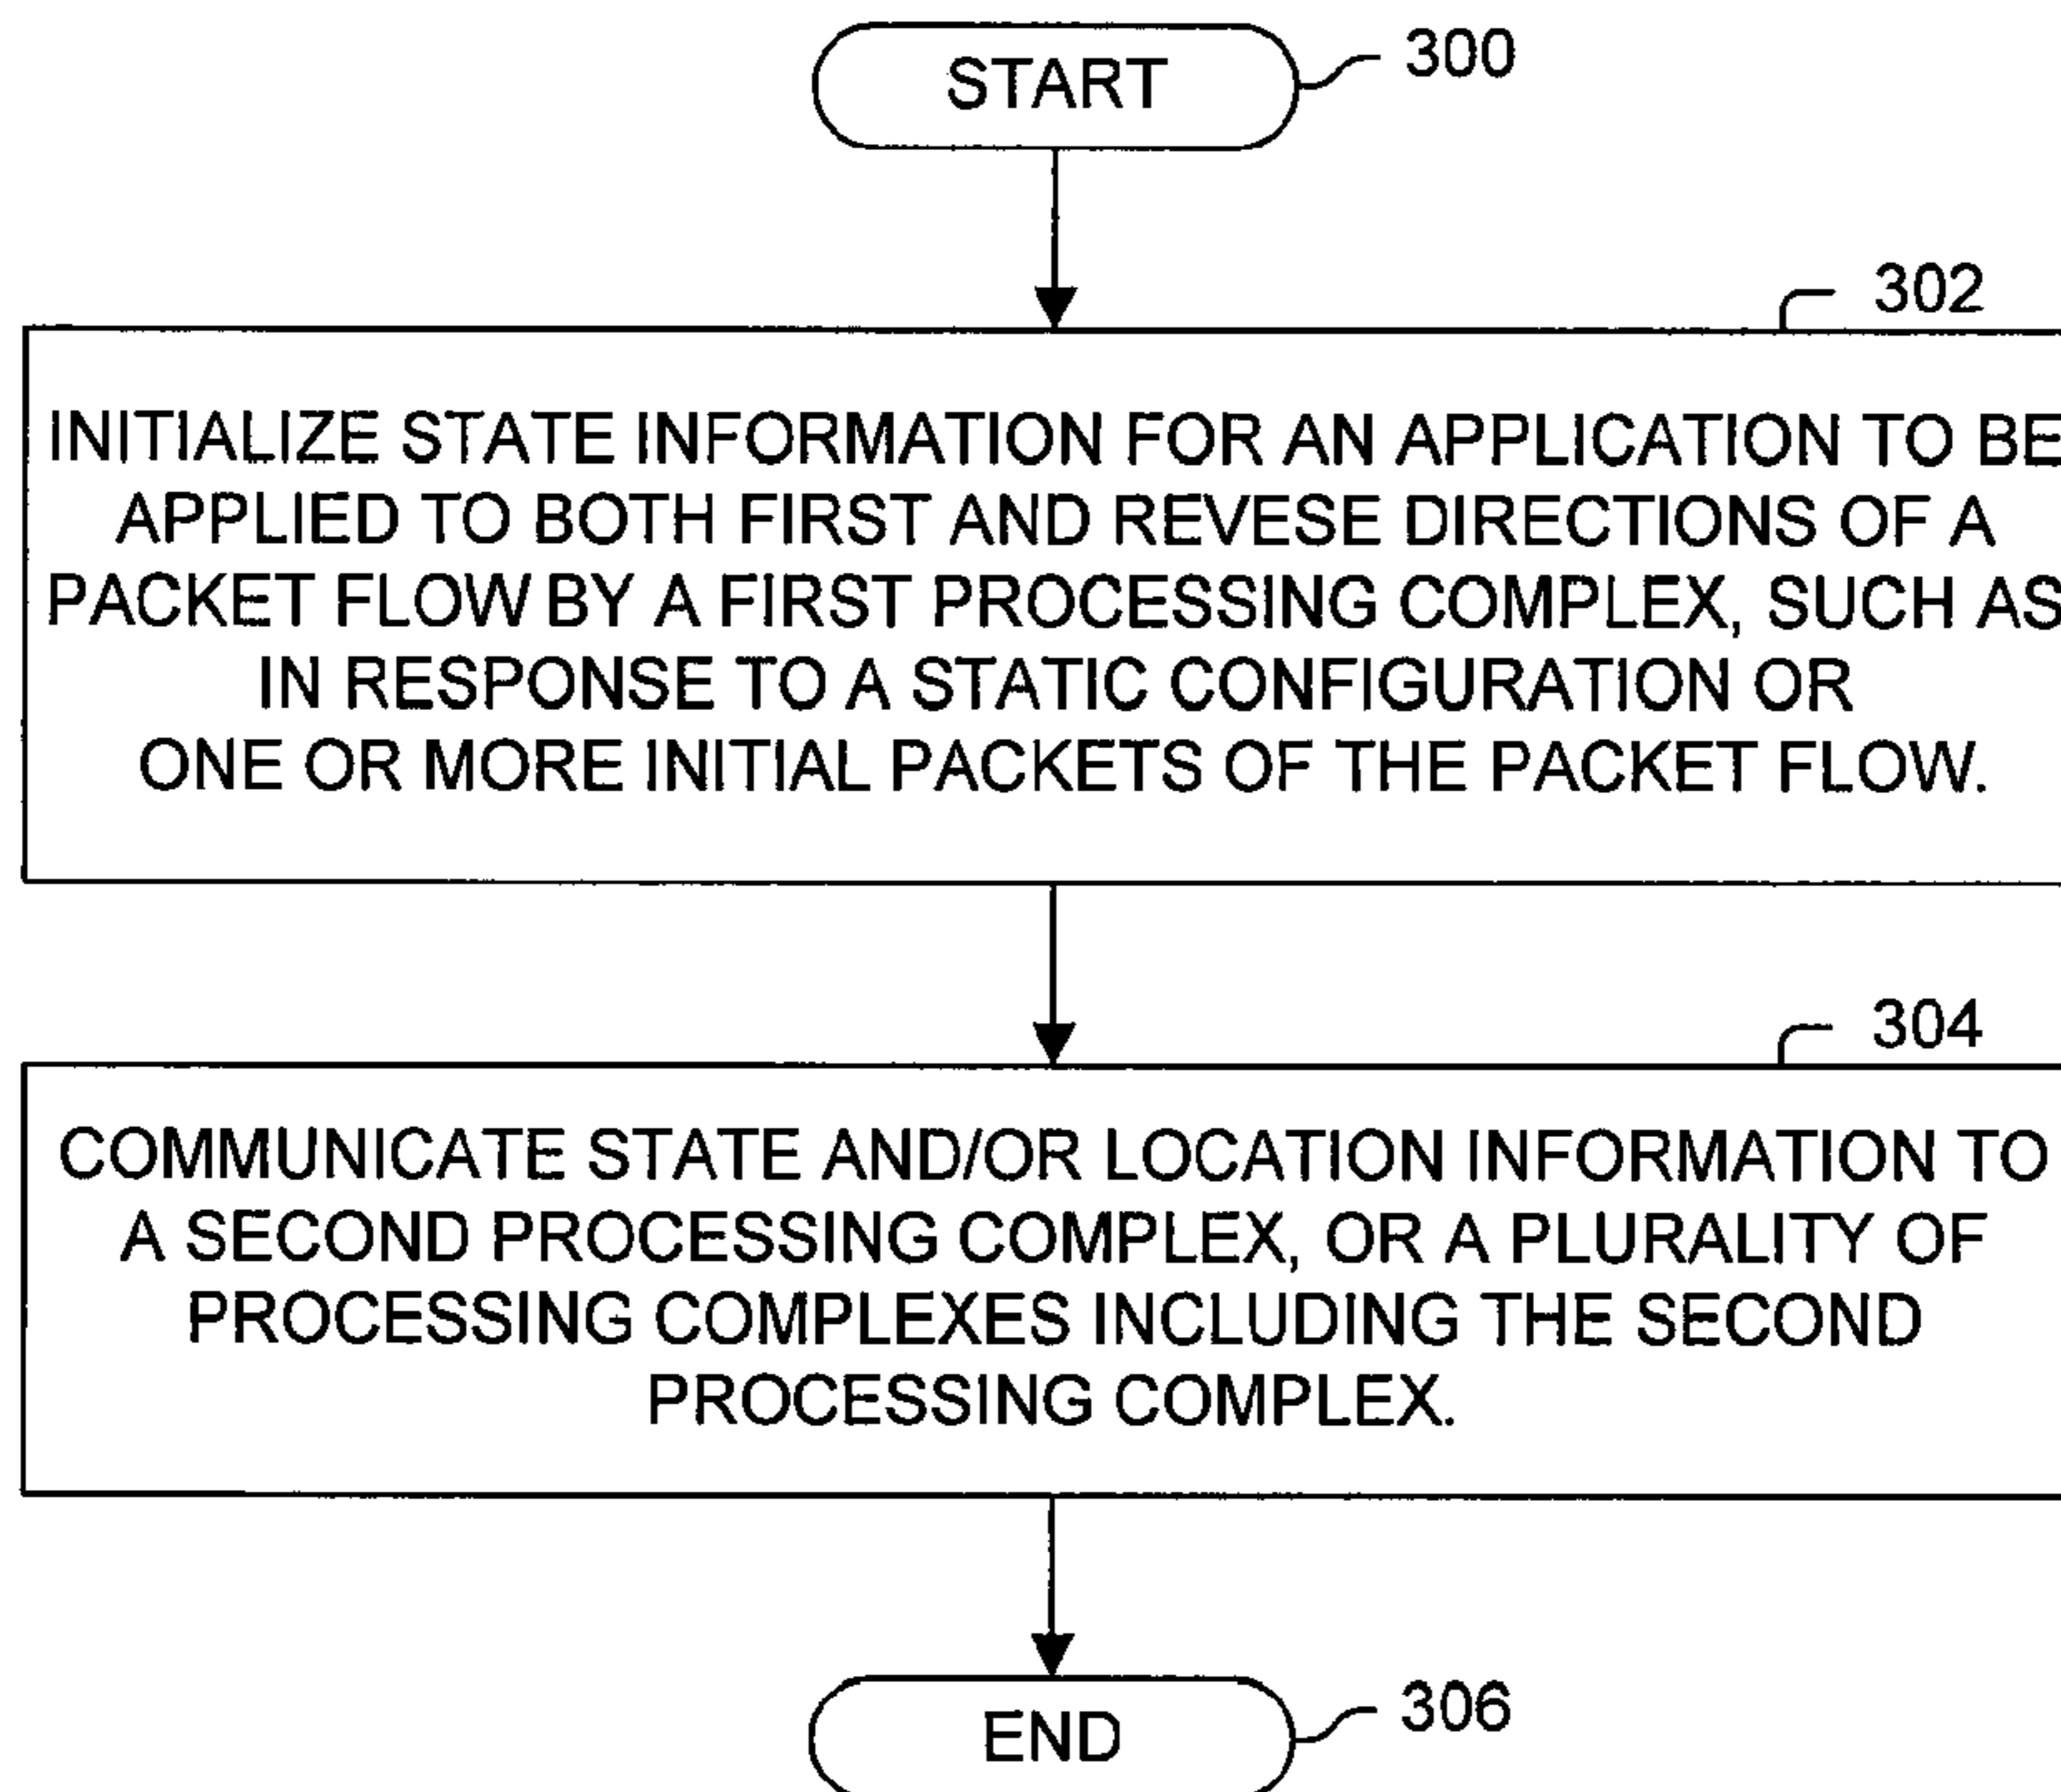 START
300
302
INITIALIZE STATE INFORMATION FOR AN APPLICATION TO BE
APPLIED TO BOTH FIRST AND REVESE DIRECTIONS OF A
PACKET FLOW BY A FIRST PROCESSING COMPLEX, SUCH AS
IN RESPONSE TO A STATIC CONFIGURATION OR
ONE OR MORE INITIAL PACKETS OF THE PACKET FLOW.
304
COMMUNICATE STATE AND/OR LOCATION INFORMATION TO
A SECOND PROCESSING COMPLEX, OR A PLURALITY OF
PROCESSING COMPLEXES INCLUDING THE SECOND
PROCESSING COMPLEX.
END
306